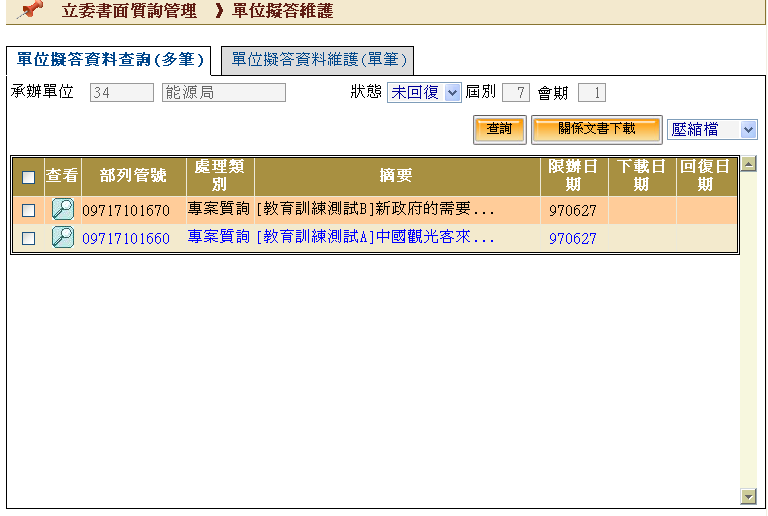 立委書面質詢管理 》單位擬答維護
單位擬答資料查詢(多筆) 單位擬答資料維護(單筆)
承辦單位 34 能源局 狀態 未回復 屆別 7 會期 1
查詢 關係文書下載 壓縮檔
查看 部列管號 處理類別 摘要 限辦日期 下載日期 回復日期
09717101670 專案質詢 [教育訓練測試B]新政府的需要... 970627
09717101660 專案質詢 [教育訓練測試A]中國觀光客來... 970627